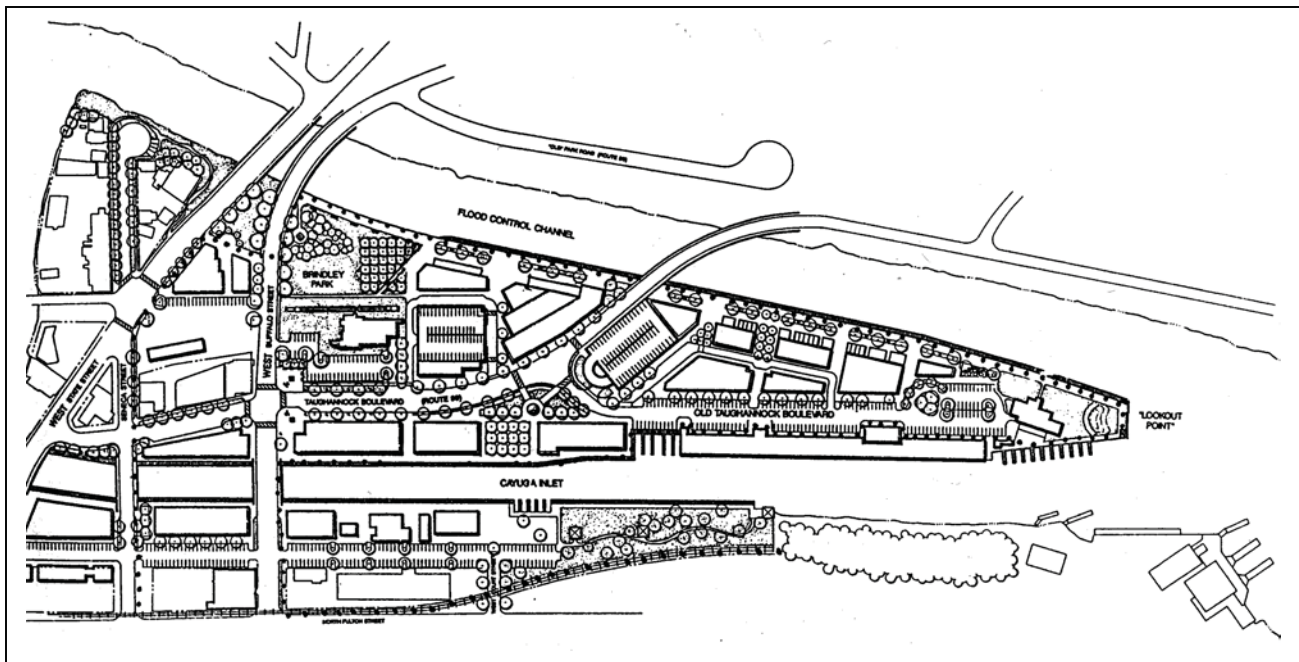 "OLD" PARK ROAD (ROUTE 89)
FLOOD CONTROL CHANNEL
BRINDLEY
PARK
WEST BUFFALO STREET
WEST STATE STREET
SENECA STREET
TAUGHANNOCK BOULEVARD (ROUTE 89)
OLD TAUGHANNOCK BOULEVARD
"LOOKOUT
POINT"
CAYUGA INLET
NORTH FULTON STREET